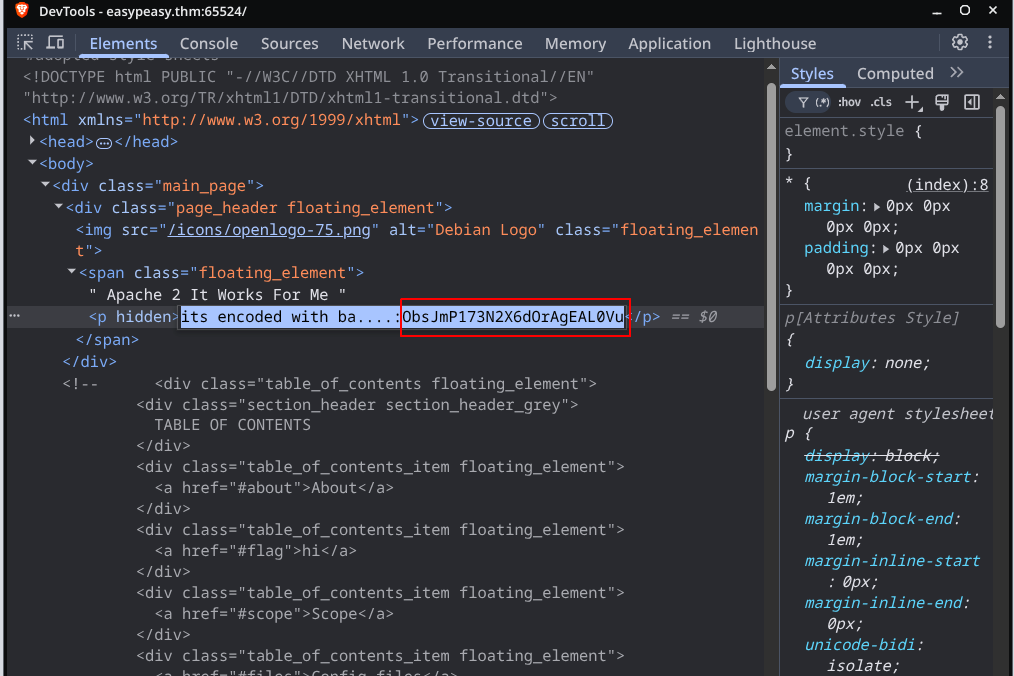 DevTools - easypeasy.thm:65524/
Elements Console Sources Network Performance Memory Application Lighthouse
#adopted-style-sheets
<!DOCTYPE html PUBLIC "-//W3C//DTD XHTML 1.0 Transitional//EN"
"http://www.w3.org/TR/xhtml1/DTD/xhtml1-transitional.dtd">
<html xmlns="http://www.w3.org/1999/xhtml"> view-source scroll
<head> … </head>
<body>
<div class="main_page">
<div class="page_header floating_element">
<img src="/icons/openlogo-75.png" alt="Debian Logo" class="floating_elemen
t">
<span class="floating_element">
" Apache 2 It Works For Me "
<p hidden>its encoded with ba....:ObsJmP173N2X6dOrAgEAL0Vu</p> == $0
</span>
</div>
<!-- <div class="table_of_contents floating_element">
<div class="section_header section_header_grey">
TABLE OF CONTENTS
</div>
<div class="table_of_contents_item floating_element">
<a href="#about">About</a>
</div>
<div class="table_of_contents_item floating_element">
<a href="#flag">hi</a>
</div>
<div class="table_of_contents_item floating_element">
<a href="#scope">Scope</a>
</div>
<div class="table_of_contents_item floating_element">
<a href="#files">Config files</a>
Styles Computed
:hov .cls
element.style {
}
* { (index):8
margin: 0px 0px
0px 0px;
padding: 0px 0px
0px 0px;
}
p[Attributes Style]
{
display: none;
}
user agent stylesheet
p {
display: block;
margin-block-start:
1em;
margin-block-end:
1em;
margin-inline-start
: 0px;
margin-inline-end:
0px;
unicode-bidi:
isolate;